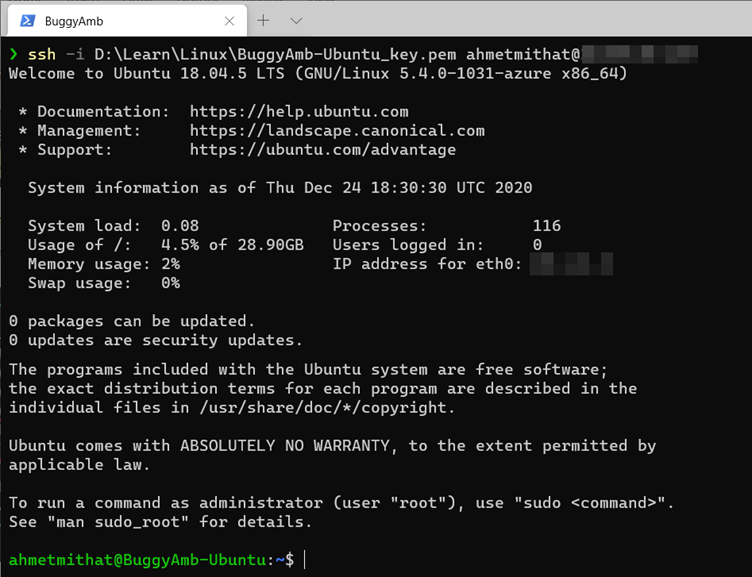 BuggyAmb
❯ ssh -i D:\Learn\Linux\BuggyAmb-Ubuntu_key.pem ahmetmithat@
Welcome to Ubuntu 18.04.5 LTS (GNU/Linux 5.4.0-1031-azure x86_64)
* Documentation:  https://help.ubuntu.com
* Management:     https://landscape.canonical.com
* Support:        https://ubuntu.com/advantage
System information as of Thu Dec 24 18:30:30 UTC 2020
System load:  0.08               Processes:           116
Usage of /:   4.5% of 28.90GB   Users logged in:     0
Memory usage: 2%                 IP address for eth0:
Swap usage:   0%
0 packages can be updated.
0 updates are security updates.
The programs included with the Ubuntu system are free software;
the exact distribution terms for each program are described in the
individual files in /usr/share/doc/*/copyright.
Ubuntu comes with ABSOLUTELY NO WARRANTY, to the extent permitted by
applicable law.
To run a command as administrator (user "root"), use "sudo <command>".
See "man sudo_root" for details.
ahmetmithat@BuggyAmb-Ubuntu:~$